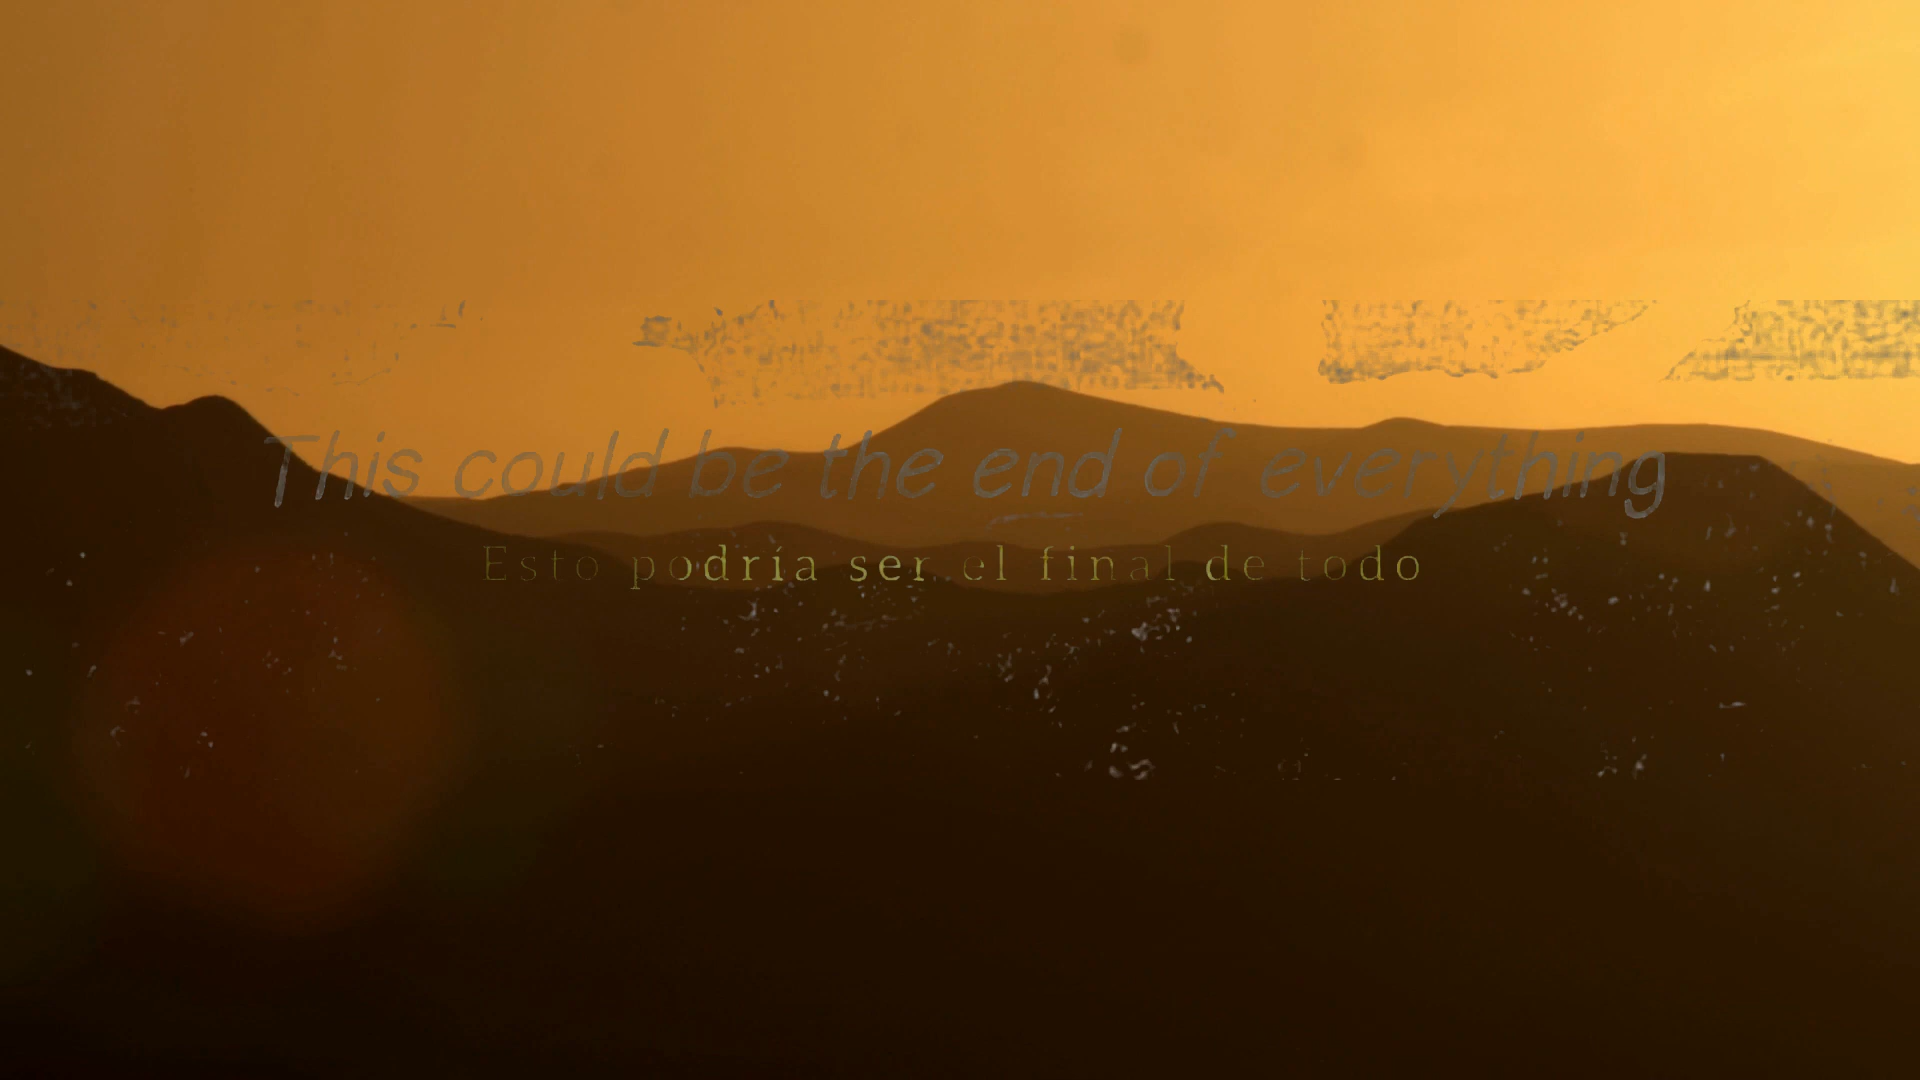 This could be the end of everything
Esto podría ser el final de todo